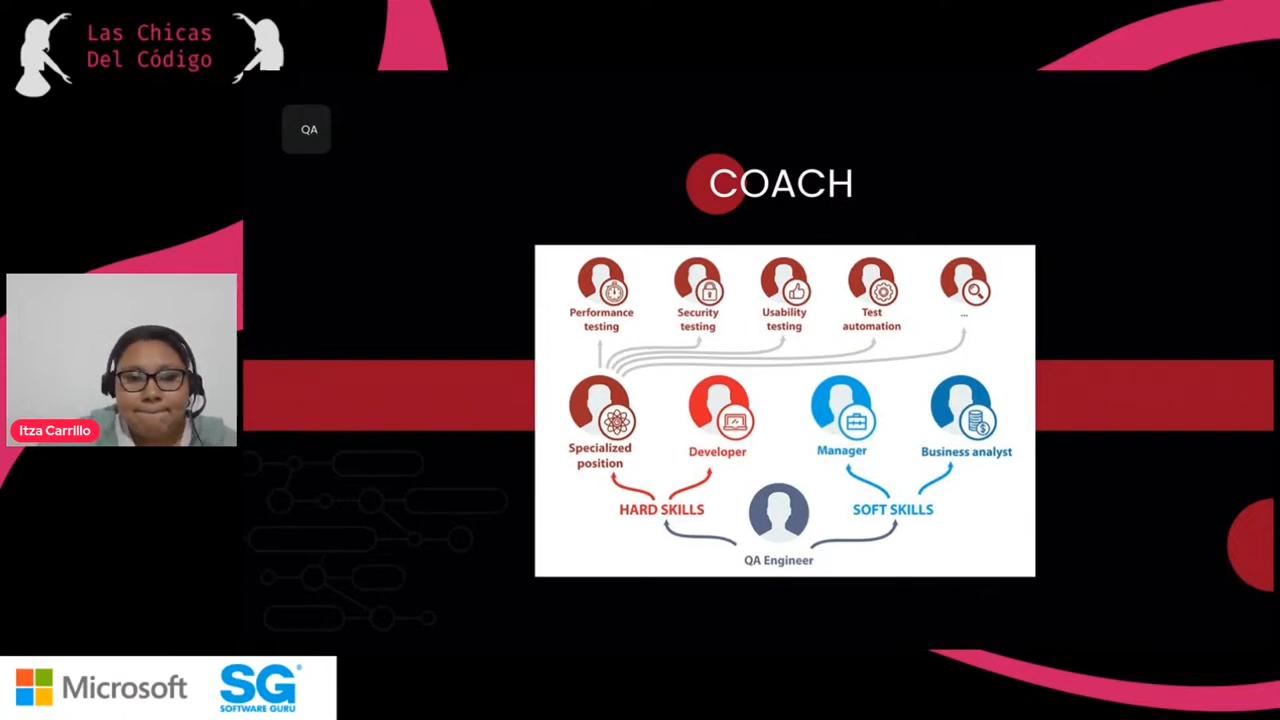 Las Chicas
Del Código
QA
COACH
Performance
testing
Security
testing
Usability
testing
Test
automation
...
Specialized
position
Developer
Manager
Business analyst
HARD SKILLS
SOFT SKILLS
QA Engineer
Itza Carrillo
Microsoft
SG®
SOFTWARE GURU